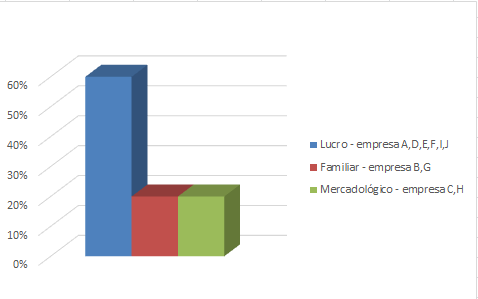 60%
50%
40%
30%
20%
10%
0%
Lucro - empresa A,D,E,F,I,J
Familiar - empresa B,G
Mercadológico - empresa C,H